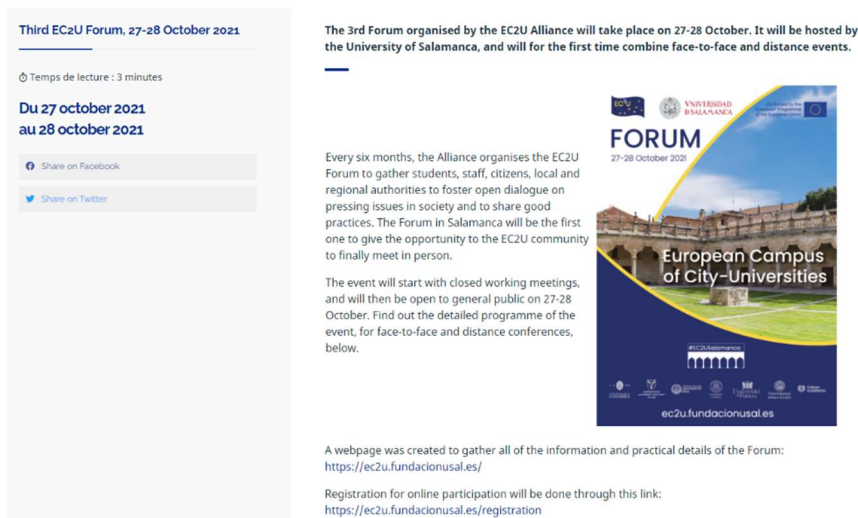 Third EC2U Forum, 27-28 October 2021
Temps de lecture : 3 minutes
Du 27 october 2021
au 28 october 2021
Share on Facebook
Share on Twitter
The 3rd Forum organised by the EC2U Alliance will take place on 27-28 October. It will be hosted by
the University of Salamanca, and will for the first time combine face-to-face and distance events.
Every six months, the Alliance organises the EC2U
Forum to gather students, staff, citizens, local and
regional authorities to foster open dialogue on
pressing issues in society and to share good
practices. The Forum in Salamanca will be the first
one to give the opportunity to the EC2U community
to finally meet in person.
The event will start with closed working meetings,
and will then be open to general public on 27-28
October. Find out the detailed programme of the
event, for face-to-face and distance conferences,
below.
EC2U
VNIVERSIDAD
D SALAMANCA
FORUM
27-28 October 2021
European Campus
of City-Universities
#EC2USalamanca
ec2u.fundacionusal.es
A webpage was created to gather all of the information and practical details of the Forum:
https://ec2u.fundacionusal.es/
Registration for online participation will be done through this link:
https://ec2u.fundacionusal.es/registration